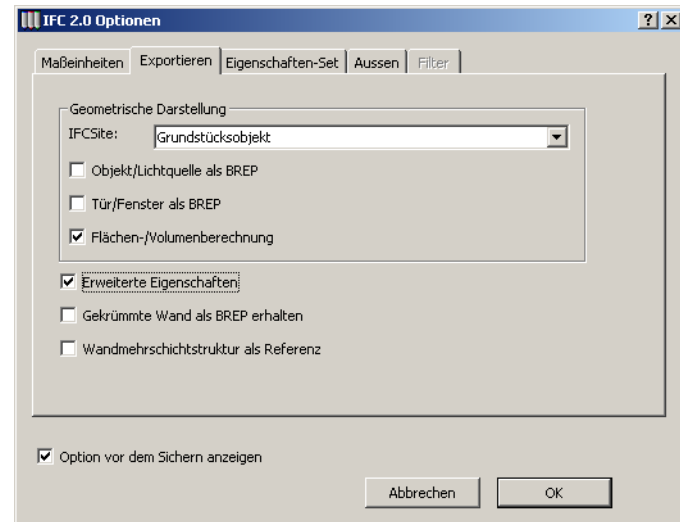 IFC 2.0 Optionen
Maßeinheiten Exportieren Eigenschaften-Set Aussen Filter
Geometrische Darstellung
IFCSite: Grundstücksobjekt
Objekt/Lichtquelle als BREP
Tür/Fenster als BREP
Flächen-/Volumenberechnung
Erweiterte Eigenschaften
Gekrümmte Wand als BREP erhalten
Wandmehrschichtstruktur als Referenz
Option vor dem Sichern anzeigen
Abbrechen OK